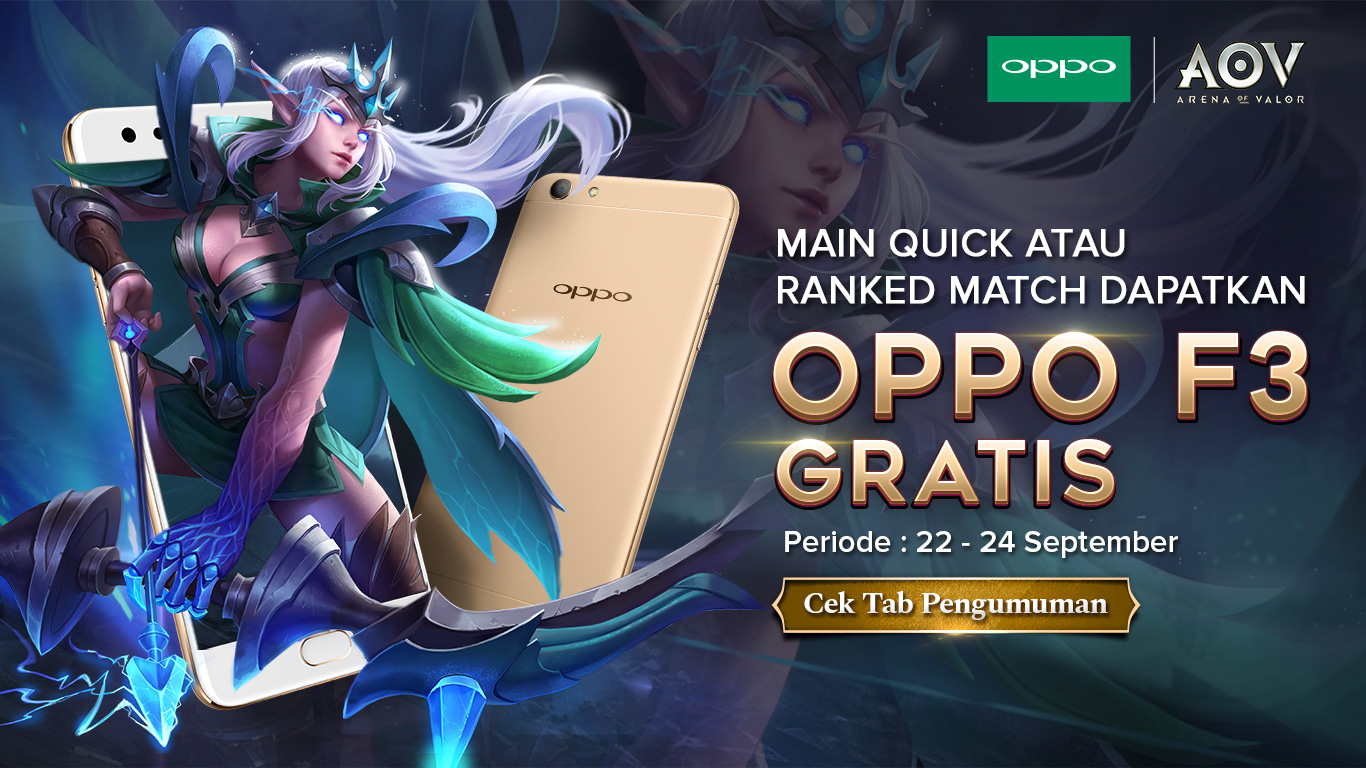 oppo
AOV
ARENA OF VALOR
oppo
MAIN QUICK ATAU
RANKED MATCH DAPATKAN
OPPO F3
GRATIS
Periode : 22 - 24 September
Cek Tab Pengumuman